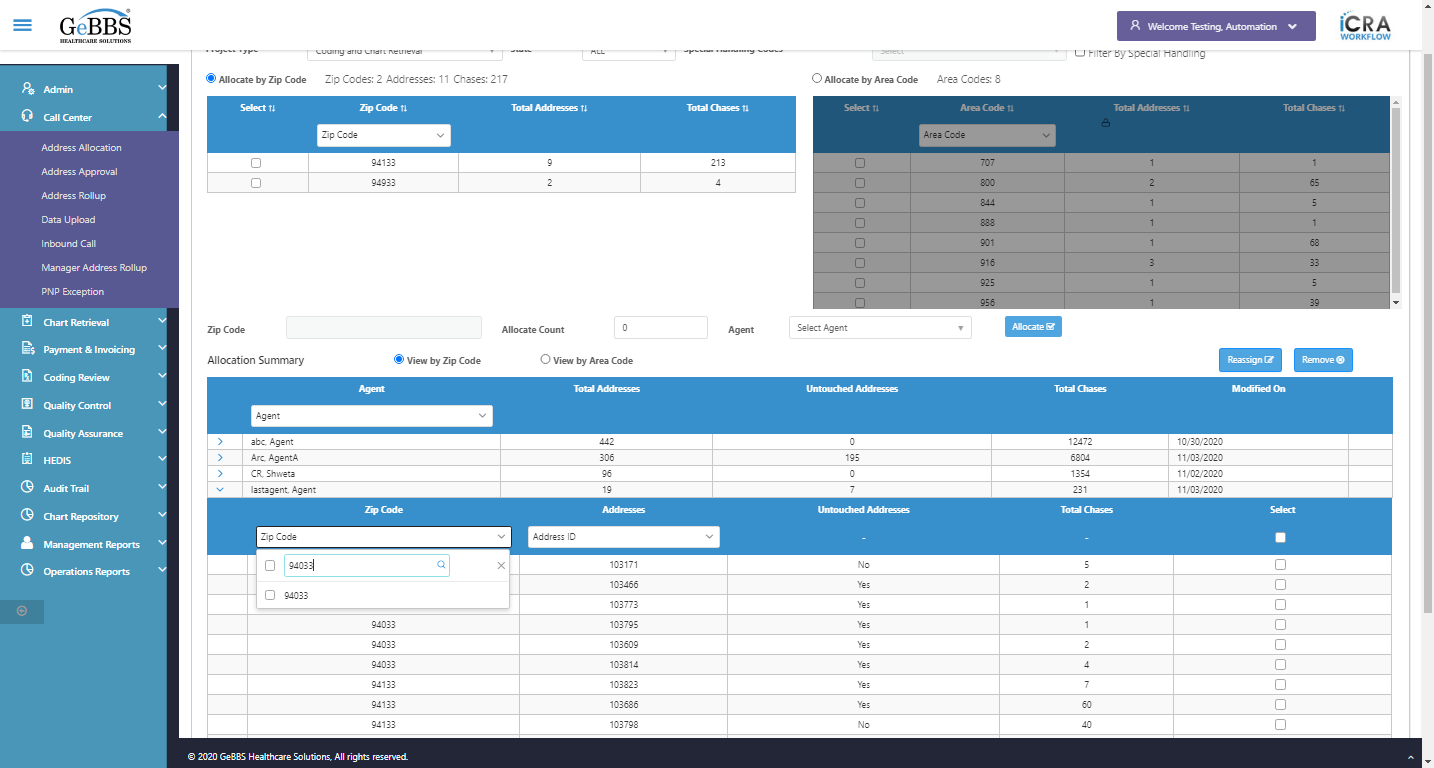 GeBBS
HEALTHCARE SOLUTIONS
Welcome Testing, Automation
iCRA
WORKFLOW
Project Type Coding and Chart Retrieval State ALL Special Handling Codes Select Filter By Special Handling
Admin
Call Center
Address Allocation
Address Approval
Address Rollup
Data Upload
Inbound Call
Manager Address Rollup
PNP Exception
Chart Retrieval
Payment & Invoicing
Coding Review
Quality Control
Quality Assurance
HEDIS
Audit Trail
Chart Repository
Management Reports
Operations Reports
Allocate by Zip Code Zip Codes: 2 Addresses: 11 Chases: 217
Select Zip Code Total Addresses Total Chases
Zip Code
94133 9 213
94933 2 4
Allocate by Area Code Area Codes: 8
Select Area Code Total Addresses Total Chases
Area Code
707 1 1
800 2 65
844 1 5
888 1 1
901 1 68
916 3 33
925 1 5
956 1 39
Zip Code Allocate Count 0 Agent Select Agent Allocate
Allocation Summary View by Zip Code View by Area Code Reassign Remove
Agent Total Addresses Untouched Addresses Total Chases Modified On
Agent
abc, Agent 442 0 12472 10/30/2020
Arc, AgentA 306 195 6804 11/03/2020
CR, Shweta 96 0 1354 11/02/2020
lastagent, Agent 19 7 231 11/03/2020
Zip Code Addresses Untouched Addresses Total Chases Select
Zip Code Address ID - -
94033
94033
103171 No 5
103466 Yes 2
103773 Yes 1
94033 103795 Yes 1
94033 103609 Yes 2
94033 103814 Yes 4
94133 103823 Yes 7
94133 103686 Yes 60
94133 103798 No 40
© 2020 GeBBS Healthcare Solutions, All rights reserved.